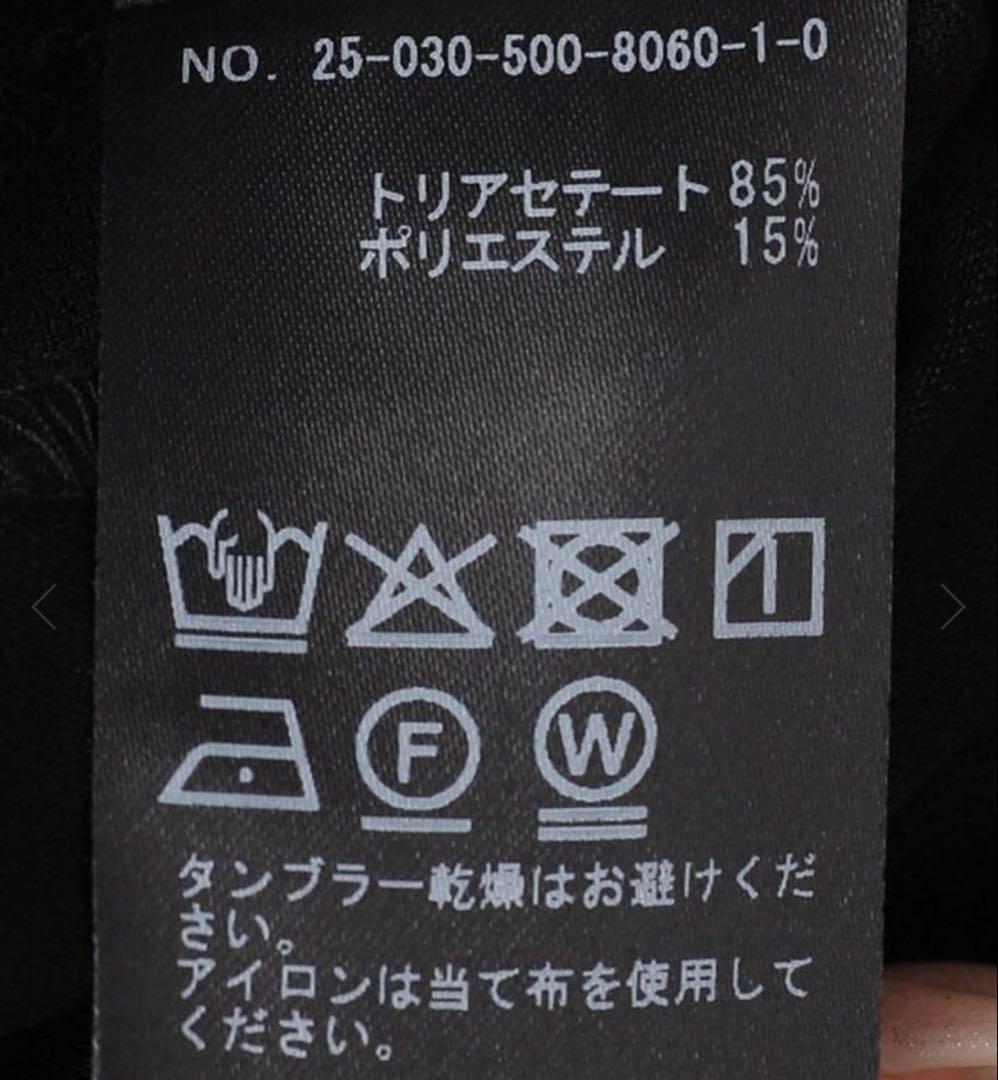 NO. 25-030-500-8060-1-0
トリアセテート 85%
ポリエステル 15%
F W
タンブラー乾燥はお避けくだ
さい。
アイロンは当て布を使用して
ください。